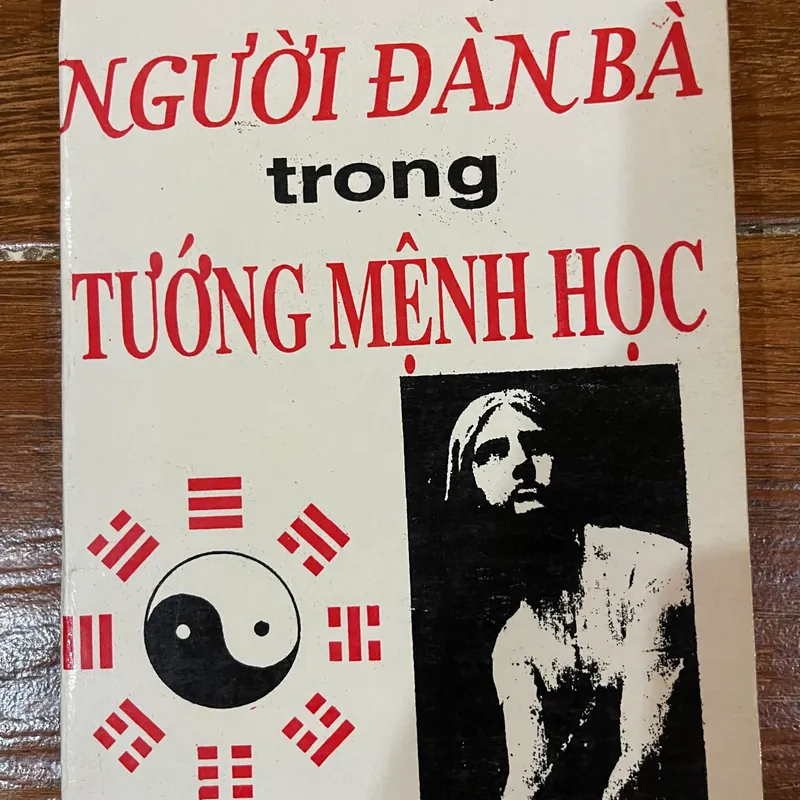 NGƯỜI ĐÀN BÀ
trong
TƯỚNG MỆNH HỌC